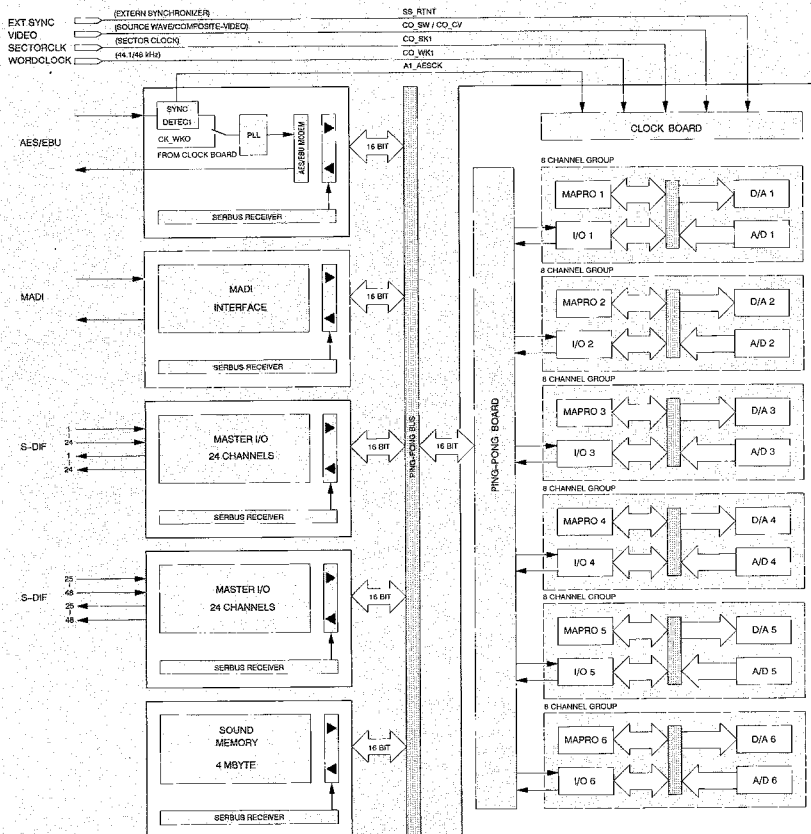 EXT SYNC (EXTERN SYNCHRONIZER) SS_RTNT
VIDEO (SOURCE WAVE/COMPOSITE-VIDEO) CO_SW / CO_CV
SECTORCLK (SECTOR CLOCK) CO_SK1
WORDCLOCK (44.1/48 kHz) CO_WK1
A1_AESCK
AES/EBU
SYNC
DETECT
CK_WKO
FROM CLOCK BOARD
PLL
AES/EBU MODEM
SERBUS RECEIVER
16 BIT
MADI
MADI
INTERFACE
SERBUS RECEIVER
16 BIT
S-DIF
1
24
1
24
MASTER I/O
24 CHANNELS
SERBUS RECEIVER
16 BIT
S-DIF
25
48
25
48
MASTER I/O
24 CHANNELS
SERBUS RECEIVER
16 BIT
SOUND
MEMORY
4 MBYTE
SERBUS RECEIVER
16 BIT
PING-PONG BUS
16 BIT
PING-PONG BOARD
CLOCK BOARD
8 CHANNEL GROUP
MAPRO 1 D/A 1
I/O 1 A/D 1
8 CHANNEL GROUP
MAPRO 2 D/A 2
I/O 2 A/D 2
8 CHANNEL GROUP
MAPRO 3 D/A 3
I/O 3 A/D 3
8 CHANNEL GROUP
MAPRO 4 D/A 4
I/O 4 A/D 4
8 CHANNEL GROUP
MAPRO 5 D/A 5
I/O 5 A/D 5
8 CHANNEL GROUP
MAPRO 6 D/A 6
I/O 6 A/D 6